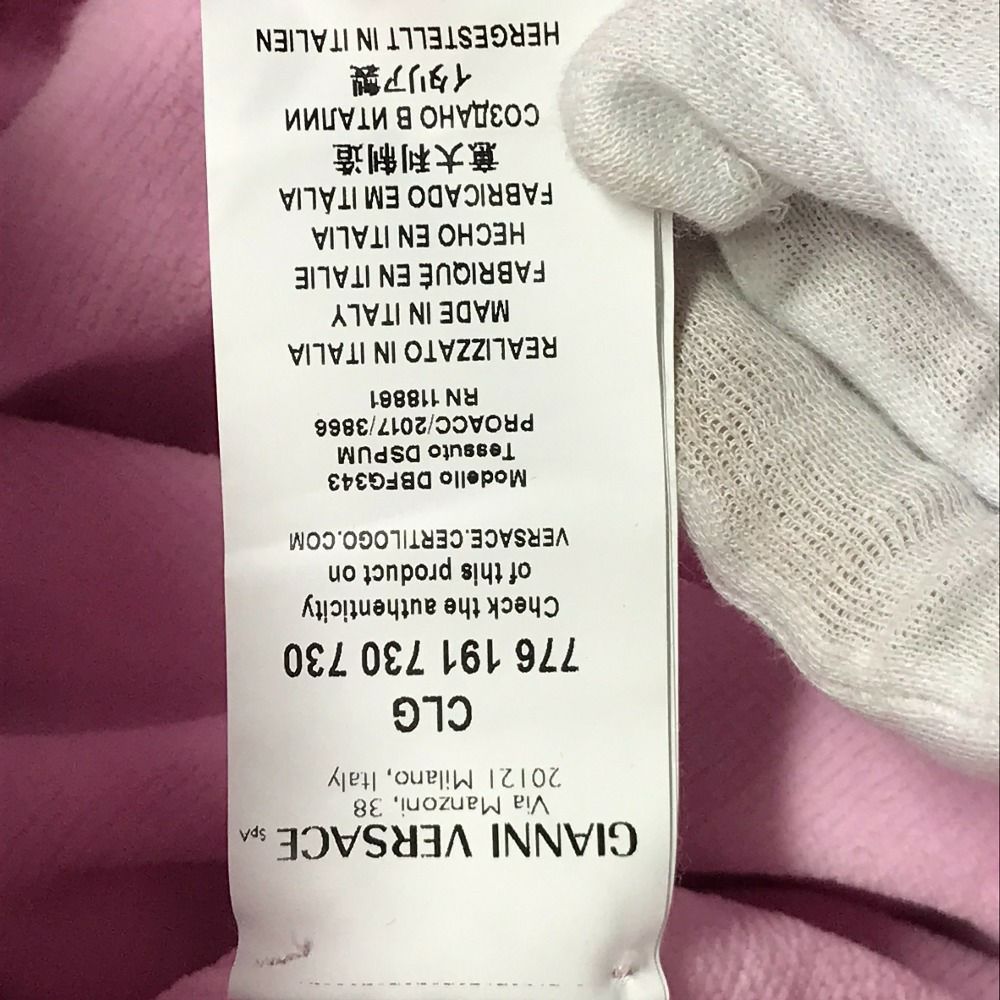 GIANNI VERSACE SpA
Via Manzoni, 38
20121 Milano, Italy
CLG
776 191 730 730
Check the authenticity
of this product on
VERSACE.CERTILOGO.COM
Modello DBFG343
Tessuto DSPUM
PROACC/2017/3866
RN 118861
REALIZZATO IN ITALIA
MADE IN ITALY
FABRIQUÉ EN ITALIE
HECHO EN ITALIA
FABRICADO EM ITÁLIA
意大利制造
СОЗДАНО В ИТАЛИИ
イタリア製
HERGESTELLT IN ITALIEN